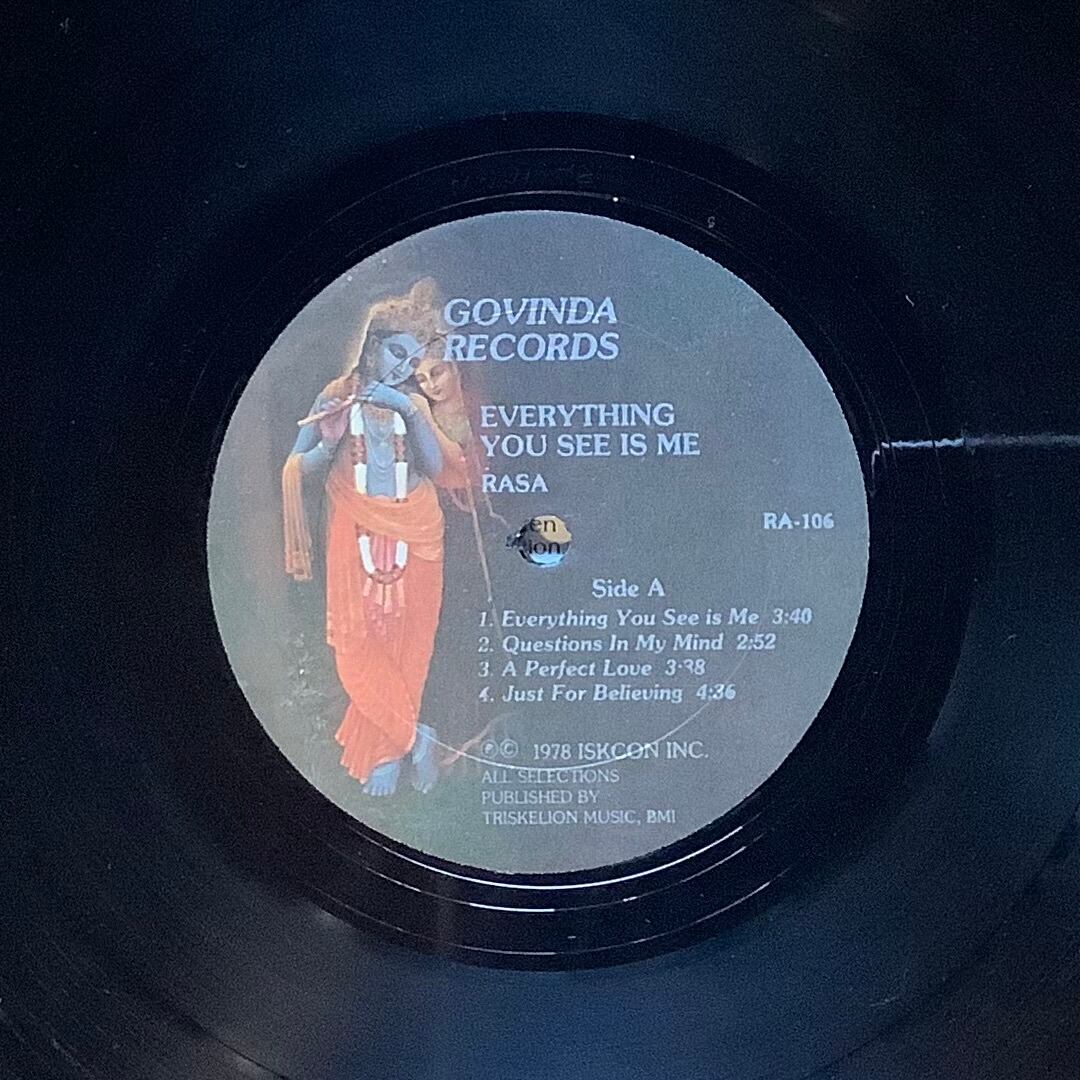 GOVINDA
RECORDS
EVERYTHING
YOU SEE IS ME
RASA
RA-106
en
ion
Side A
1. Everything You See is Me 3:40
2. Questions In My Mind 2:52
3. A Perfect Love 3:38
4. Just For Believing 4:36
℗© 1978 ISKCON INC.
ALL SELECTIONS
PUBLISHED BY
TRISKELION MUSIC, BMI